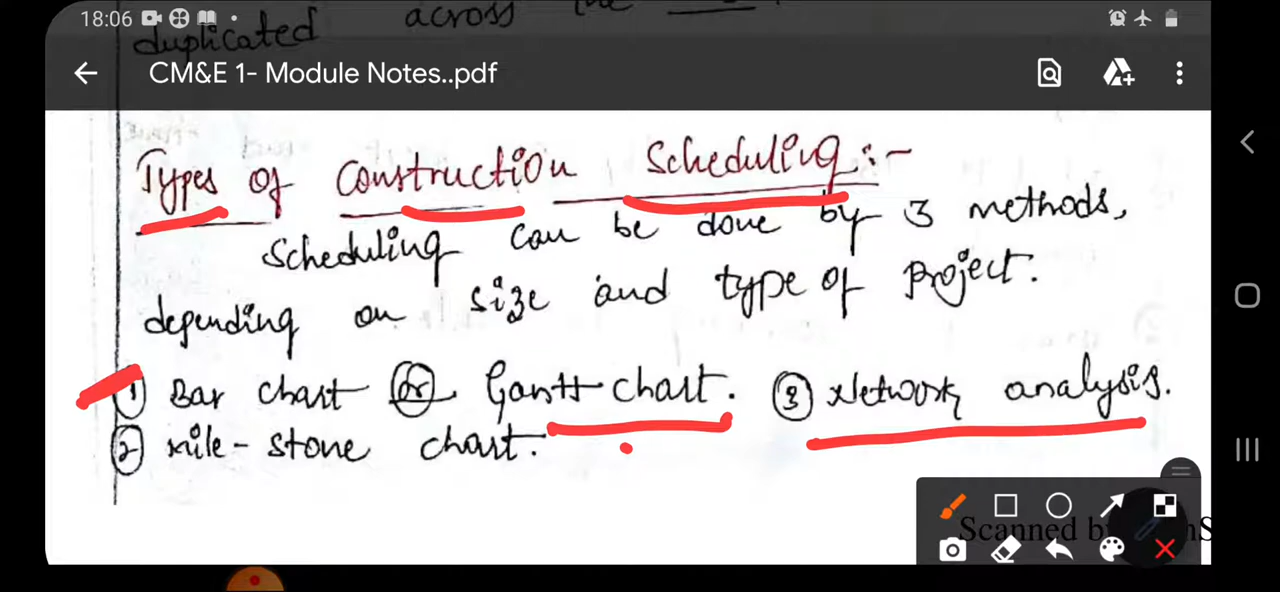 18:06
across the
duplicated
CM&E 1- Module Notes..pdf
Types of Construction Scheduling:-
Scheduling can be done by 3 methods,
depending on size and type of project.
① Bar chart or Gantt chart. ③ Network analysis.
② Mile-stone chart.
Scanned b